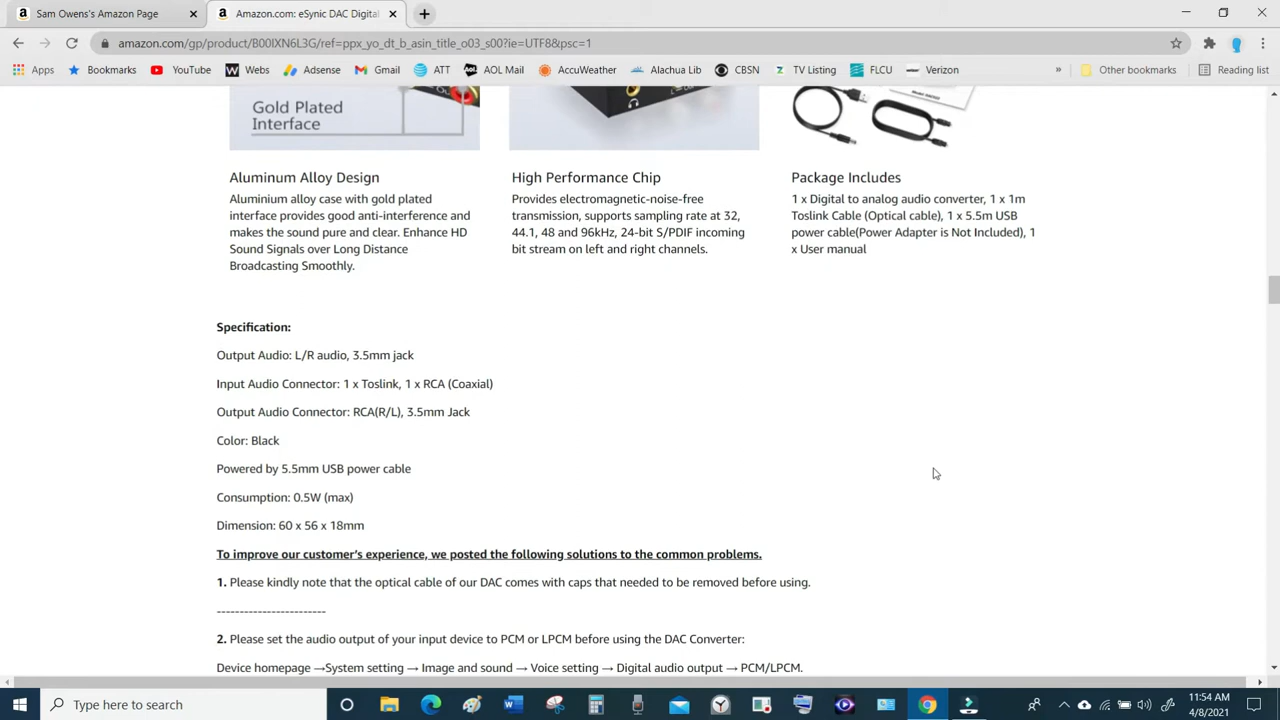 Sam Owens's Amazon Page
Amazon.com: eSynic DAC Digital
amazon.com/gp/product/B00IXN6L3G/ref=ppx_yo_dt_b_asin_title_o03_s00?ie=UTF8&psc=1
Apps Bookmarks YouTube Webs Adsense Gmail ATT AOL Mail AccuWeather Alachua Lib CBSN TV Listing FLCU Verizon » Other bookmarks Reading list
Gold Plated
Interface
Aluminum Alloy Design
Aluminium alloy case with gold plated
interface provides good anti-interference and
makes the sound pure and clear. Enhance HD
Sound Signals over Long Distance
Broadcasting Smoothly.
High Performance Chip
Provides electromagnetic-noise-free
transmission, supports sampling rate at 32,
44.1, 48 and 96kHz, 24-bit S/PDIF incoming
bit stream on left and right channels.
Package Includes
1 x Digital to analog audio converter, 1 x 1m
Toslink Cable (Optical cable), 1 x 5.5m USB
power cable(Power Adapter is Not Included), 1
x User manual
Specification:
Output Audio: L/R audio, 3.5mm jack
Input Audio Connector: 1 x Toslink, 1 x RCA (Coaxial)
Output Audio Connector: RCA(R/L), 3.5mm Jack
Color: Black
Powered by 5.5mm USB power cable
Consumption: 0.5W (max)
Dimension: 60 x 56 x 18mm
To improve our customer's experience, we posted the following solutions to the common problems.
1. Please kindly note that the optical cable of our DAC comes with caps that needed to be removed before using.
------------------------
2. Please set the audio output of your input device to PCM or LPCM before using the DAC Converter:
Device homepage →System setting → Image and sound → Voice setting → Digital audio output → PCM/LPCM.
Type here to search
11:54 AM
4/8/2021